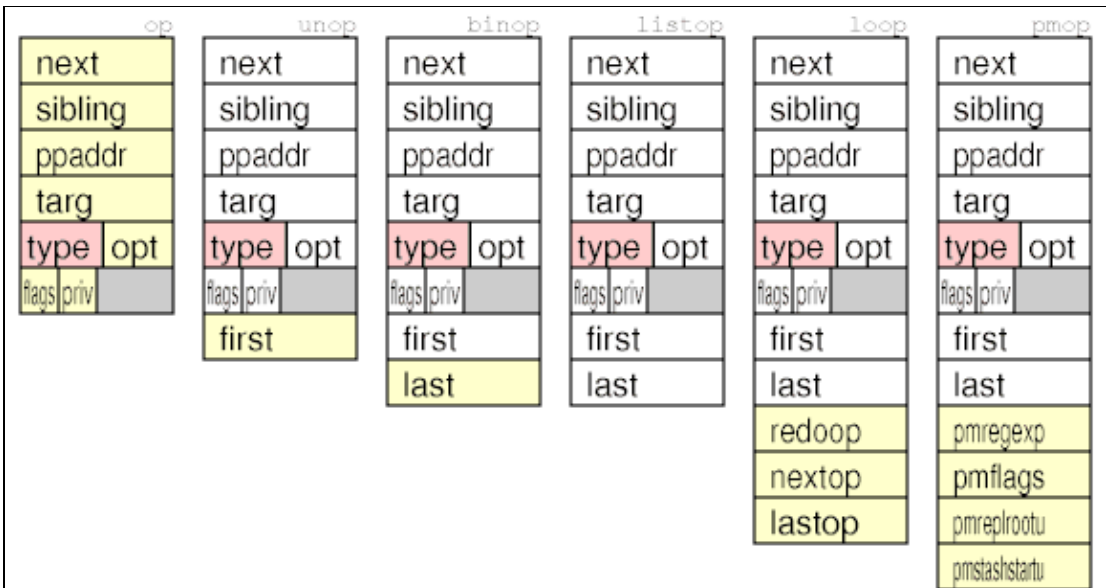 op unop binop listop loop pmop
next next next next next next
sibling sibling sibling sibling sibling sibling
ppaddr ppaddr ppaddr ppaddr ppaddr ppaddr
targ targ targ targ targ targ
type opt type opt type opt type opt type opt type opt
flags priv flags priv flags priv flags priv flags priv flags priv
first first first first first
last last last last
redoop pmregexp
nextop pmflags
lastop pmreplrootu
pmstashstartu